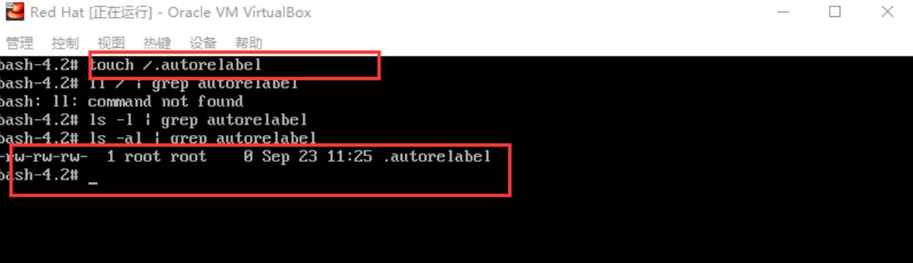 Red Hat [正在运行] - Oracle VM VirtualBox
管理 控制 视图 热键 设备 帮助
bash-4.2# touch /.autorelabel
bash-4.2# ll / | grep autorelabel
bash: ll: command not found
bash-4.2# ls -l | grep autorelabel
bash-4.2# ls -al | grep autorelabel
-rw-rw-rw- 1 root root 0 Sep 23 11:25 .autorelabel
bash-4.2# _